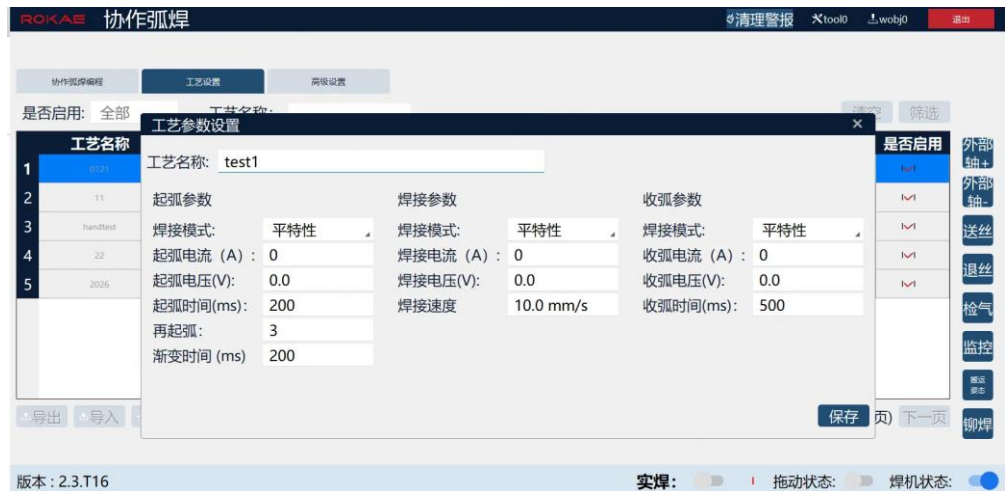 ROKAE 协作弧焊 清理警报 tool0 wobj0 退出
协作弧焊编程 工艺设置 高级设置
是否启用: 全部 工艺名称: 清空 筛选
工艺名称 是否启用
工艺参数设置 ×
工艺名称: test1
起弧参数 焊接参数 收弧参数
焊接模式: 平特性 焊接模式: 平特性 焊接模式: 平特性
起弧电流 (A) : 0 焊接电流 (A) : 0 收弧电流 (A) : 0
起弧电压(V): 0.0 焊接电压(V): 0.0 收弧电压(V): 0.0
起弧时间(ms): 200 焊接速度 10.0 mm/s 收弧时间(ms): 500
再起弧: 3
渐变时间 (ms) 200
保存
1 0121
2 11
3 handtest
4 22
5 2026
外部轴+
外部轴-
送丝
退丝
检气
监控
搬运姿态
铆焊
导出 导入 页) 下一页
版本 : 2.3.T16 实焊: 拖动状态: 焊机状态: